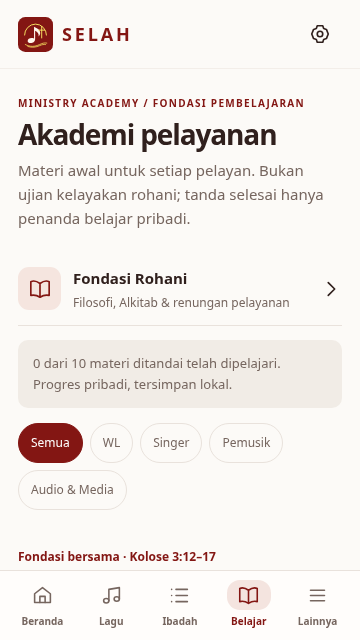 SELAH
MINISTRY ACADEMY / FONDASI PEMBELAJARAN
Akademi pelayanan
Materi awal untuk setiap pelayan. Bukan
ujian kelayakan rohani; tanda selesai hanya
penanda belajar pribadi.
Fondasi Rohani
Filosofi, Alkitab & renungan pelayanan
0 dari 10 materi ditandai telah dipelajari.
Progres pribadi, tersimpan lokal.
Semua WL Singer Pemusik
Audio & Media
Fondasi bersama · Kolose 3:12–17
Beranda Lagu Ibadah Belajar Lainnya